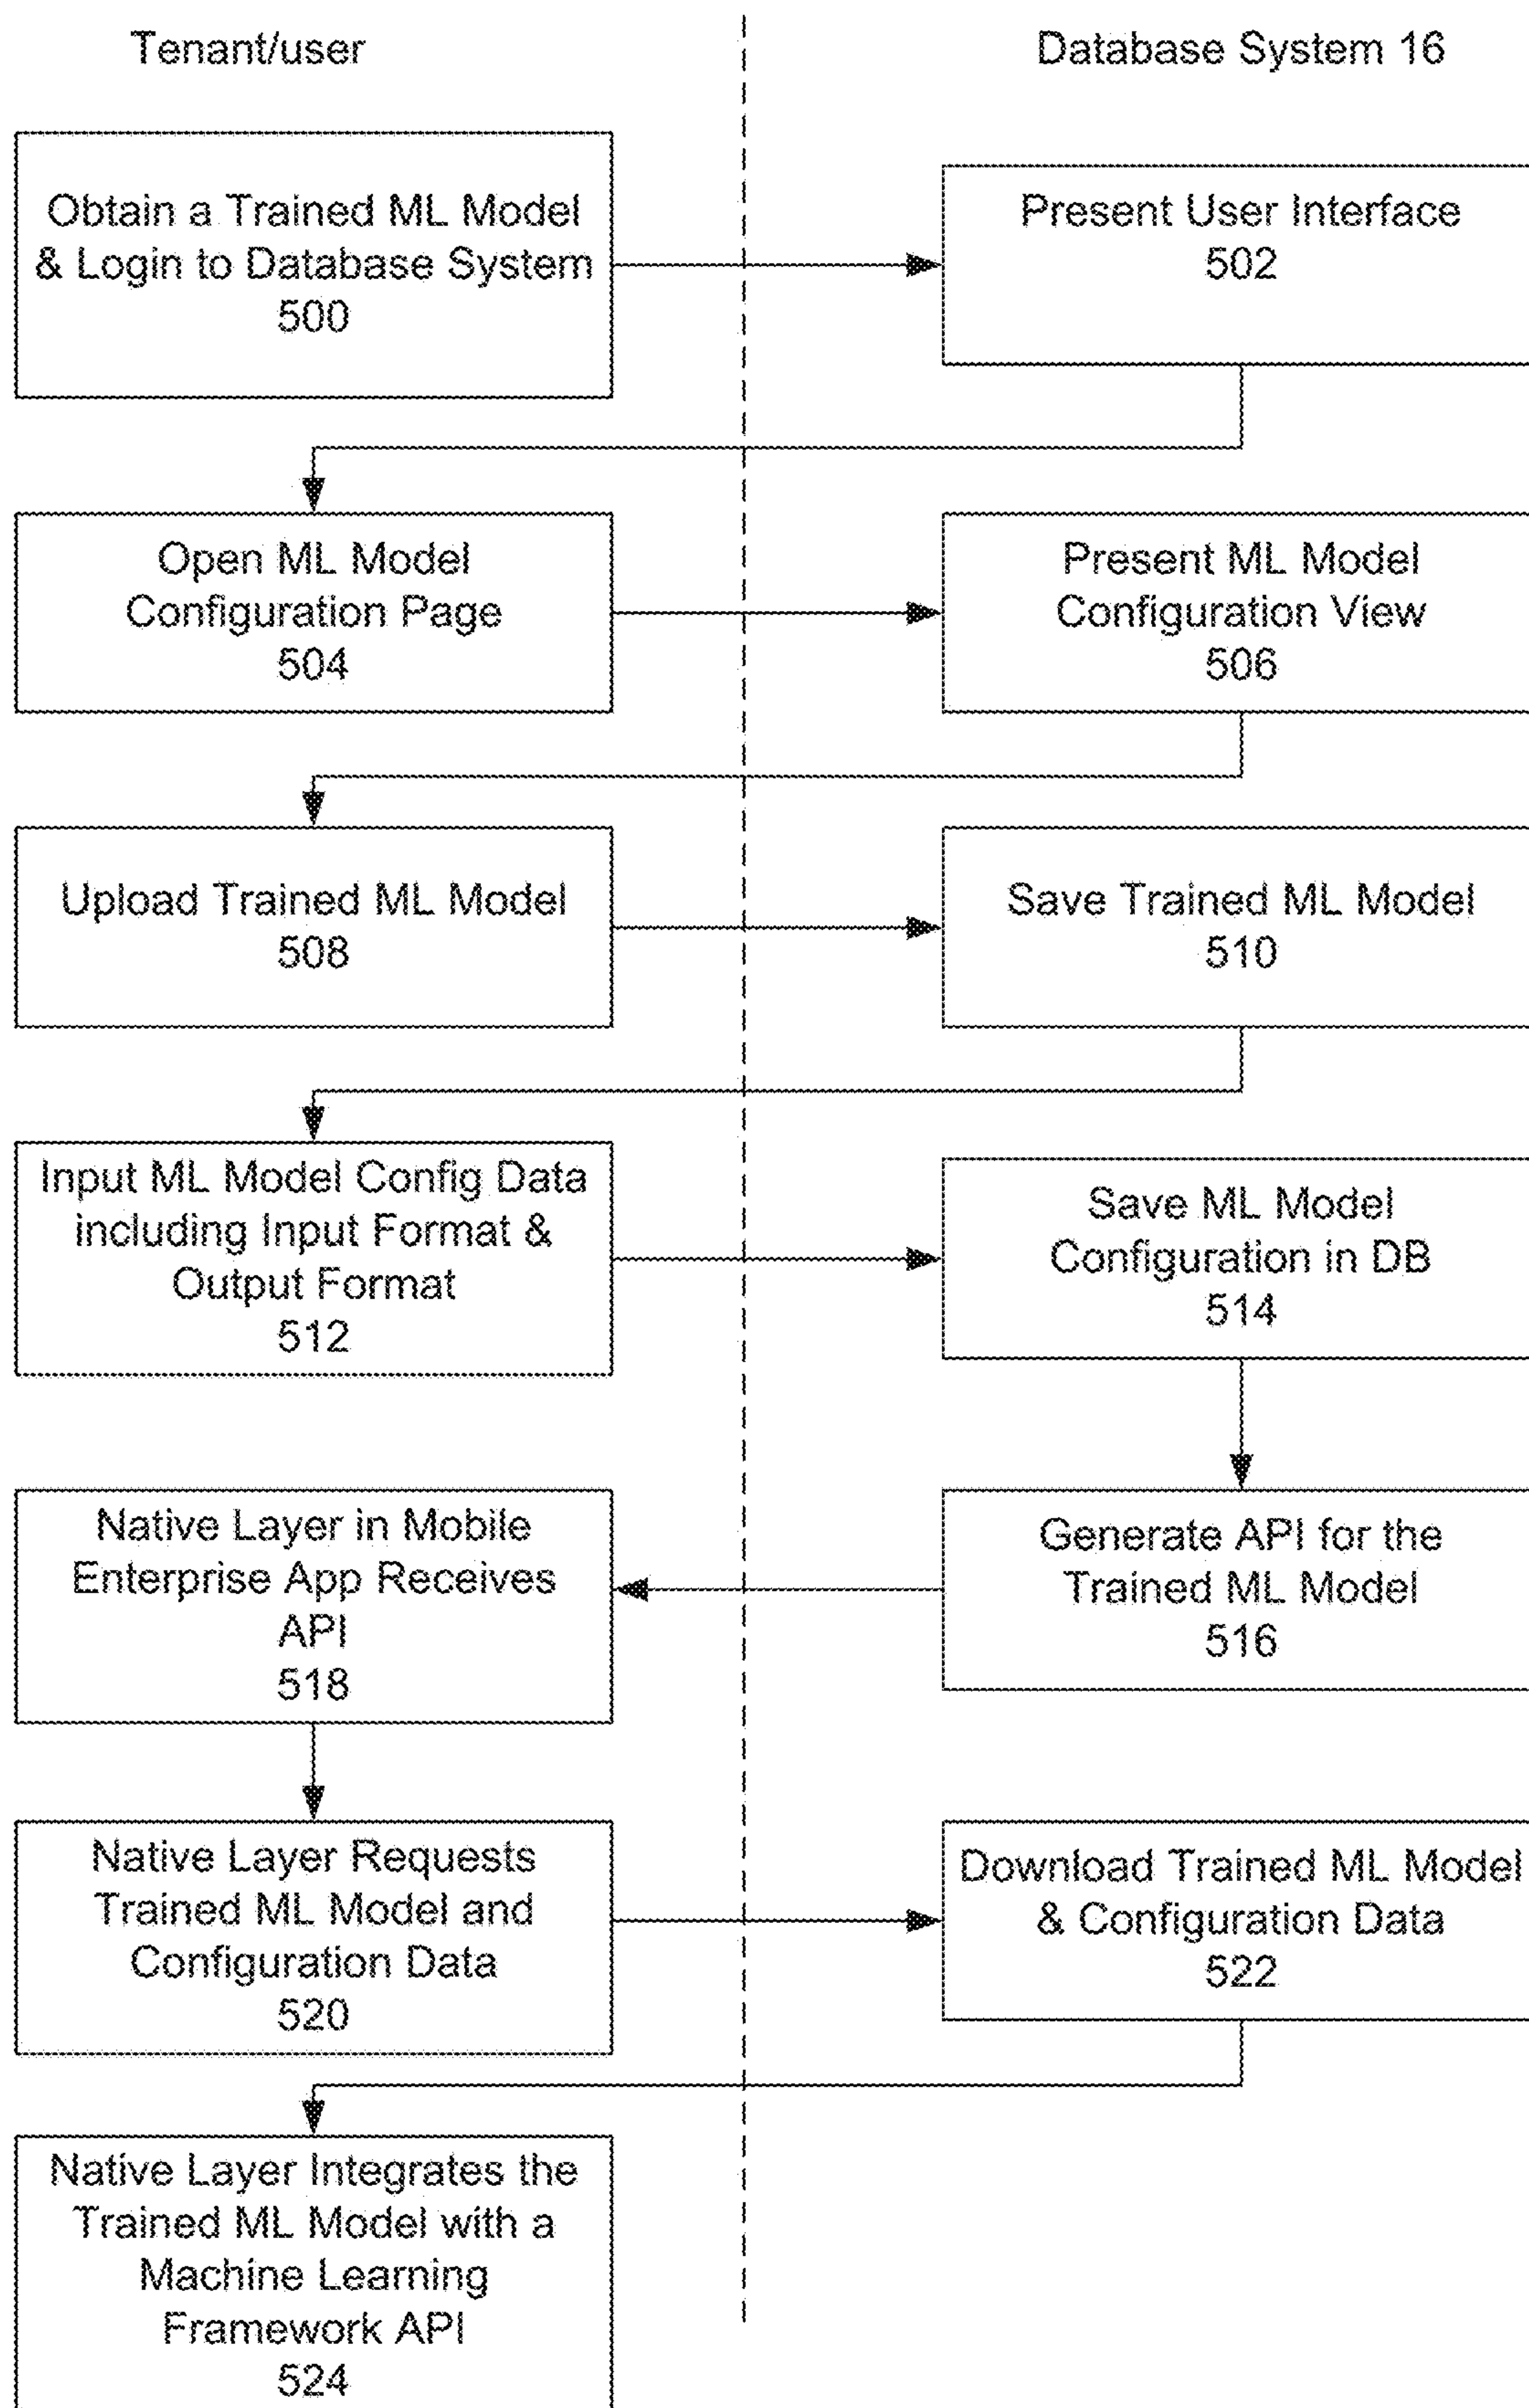 Tenant/user
Database System 16
Obtain a Trained ML Model
& Login to Database System
500
Present User Interface
502
Open ML Model
Configuration Page
504
Present ML Model
Configuration View
506
Upload Trained ML Model
508
Save Trained ML Model
510
Input ML Model Config Data
including Input Format &
Output Format
512
Save ML Model
Configuration in DB
514
Generate API for the
Trained ML Model
516
Native Layer in Mobile
Enterprise App Receives
API
518
Native Layer Requests
Trained ML Model and
Configuration Data
520
Download Trained ML Model
& Configuration Data
522
Native Layer Integrates the
Trained ML Model with a
Machine Learning
Framework API
524